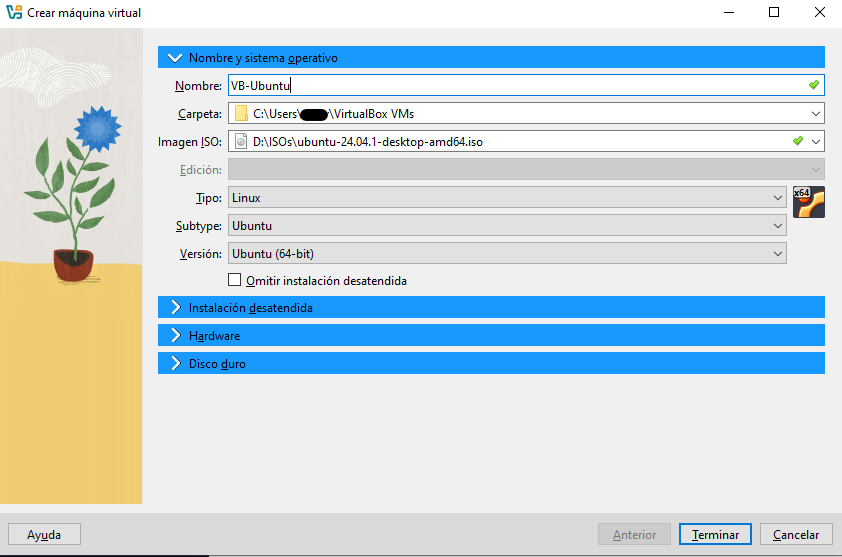 Crear máquina virtual
Nombre y sistema operativo
Nombre: VB-Ubuntu
Carpeta: C:\Users\ \VirtualBox VMs
Imagen ISO: D:\ISOs\ubuntu-24.04.1-desktop-amd64.iso
Edición:
Tipo: Linux x64
Subtype: Ubuntu
Versión: Ubuntu (64-bit)
Omitir instalación desatendida
Instalación desatendida
Hardware
Disco duro
Ayuda Anterior Terminar Cancelar